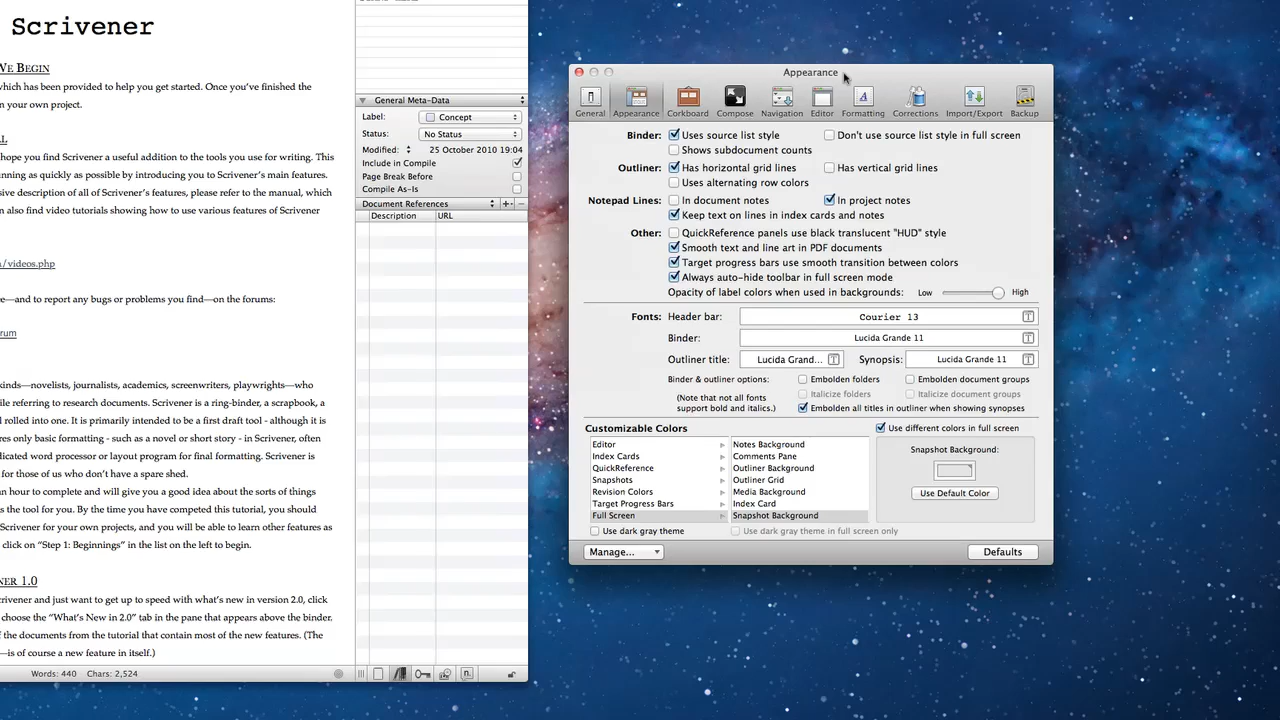 Scrivener
WE BEGIN
which has been provided to help you get started. Once you've finished the
n your own project.
hope you find Scrivener a useful addition to the tools you use for writing. This
nning as quickly as possible by introducing you to Scrivener's main features.
sive description of all of Scrivener's features, please refer to the manual, which
n also find video tutorials showing how to use various features of Scrivener
/videos.php
e—and to report any bugs or problems you find—on the forums:
rum
kinds—novelists, journalists, academics, screenwriters, playwrights—who
ile referring to research documents. Scrivener is a ring-binder, a scrapbook, a
l rolled into one. It is primarily intended to be a first draft tool - although it is
res only basic formatting - such as a novel or short story - in Scrivener, often
dicated word processor or layout program for final formatting. Scrivener is
for those of us who don't have a spare shed.
n hour to complete and will give you a good idea about the sorts of things
s the tool for you. By the time you have competed this tutorial, you should
Scrivener for your own projects, and you will be able to learn other features as
click on "Step 1: Beginnings" in the list on the left to begin.
NER 1.0
crivener and just want to get up to speed with what's new in version 2.0, click
choose the "What's New in 2.0" tab in the pane that appears above the binder.
f the documents from the tutorial that contain most of the new features. (The
—is of course a new feature in itself.)
Words: 440 Chars: 2,524
General Meta-Data
Label: Concept
Status: No Status
Modified: 25 October 2010 19:04
Include in Compile
Page Break Before
Compile As-Is
Document References
Description URL
Appearance
General Appearance Corkboard Compose Navigation Editor Formatting Corrections Import/Export Backup
Binder: Uses source list style Don't use source list style in full screen
Shows subdocument counts
Outliner: Has horizontal grid lines Has vertical grid lines
Uses alternating row colors
Notepad Lines: In document notes In project notes
Keep text on lines in index cards and notes
Other: QuickReference panels use black translucent "HUD" style
Smooth text and line art in PDF documents
Target progress bars use smooth transition between colors
Always auto-hide toolbar in full screen mode
Opacity of label colors when used in backgrounds: Low High
Fonts: Header bar: Courier 13
Binder: Lucida Grande 11
Outliner title: Lucida Grand... Synopsis: Lucida Grande 11
Binder & outliner options: Embolden folders Embolden document groups
(Note that not all fonts Italicize folders Italicize document groups
support bold and italics.) Embolden all titles in outliner when showing synopses
Customizable Colors Use different colors in full screen
Editor Notes Background Snapshot Background:
Index Cards Comments Pane
QuickReference Outliner Background
Snapshots Outliner Grid
Revision Colors Media Background Use Default Color
Target Progress Bars Index Card
Full Screen Snapshot Background
Use dark gray theme Use dark gray theme in full screen only
Manage... Defaults